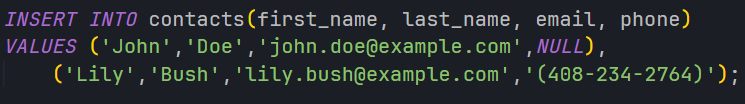 INSERT INTO contacts(first_name, last_name, email, phone)
VALUES ('John','Doe','john.doe@example.com',NULL),
    ('Lily','Bush','lily.bush@example.com','(408-234-2764)');